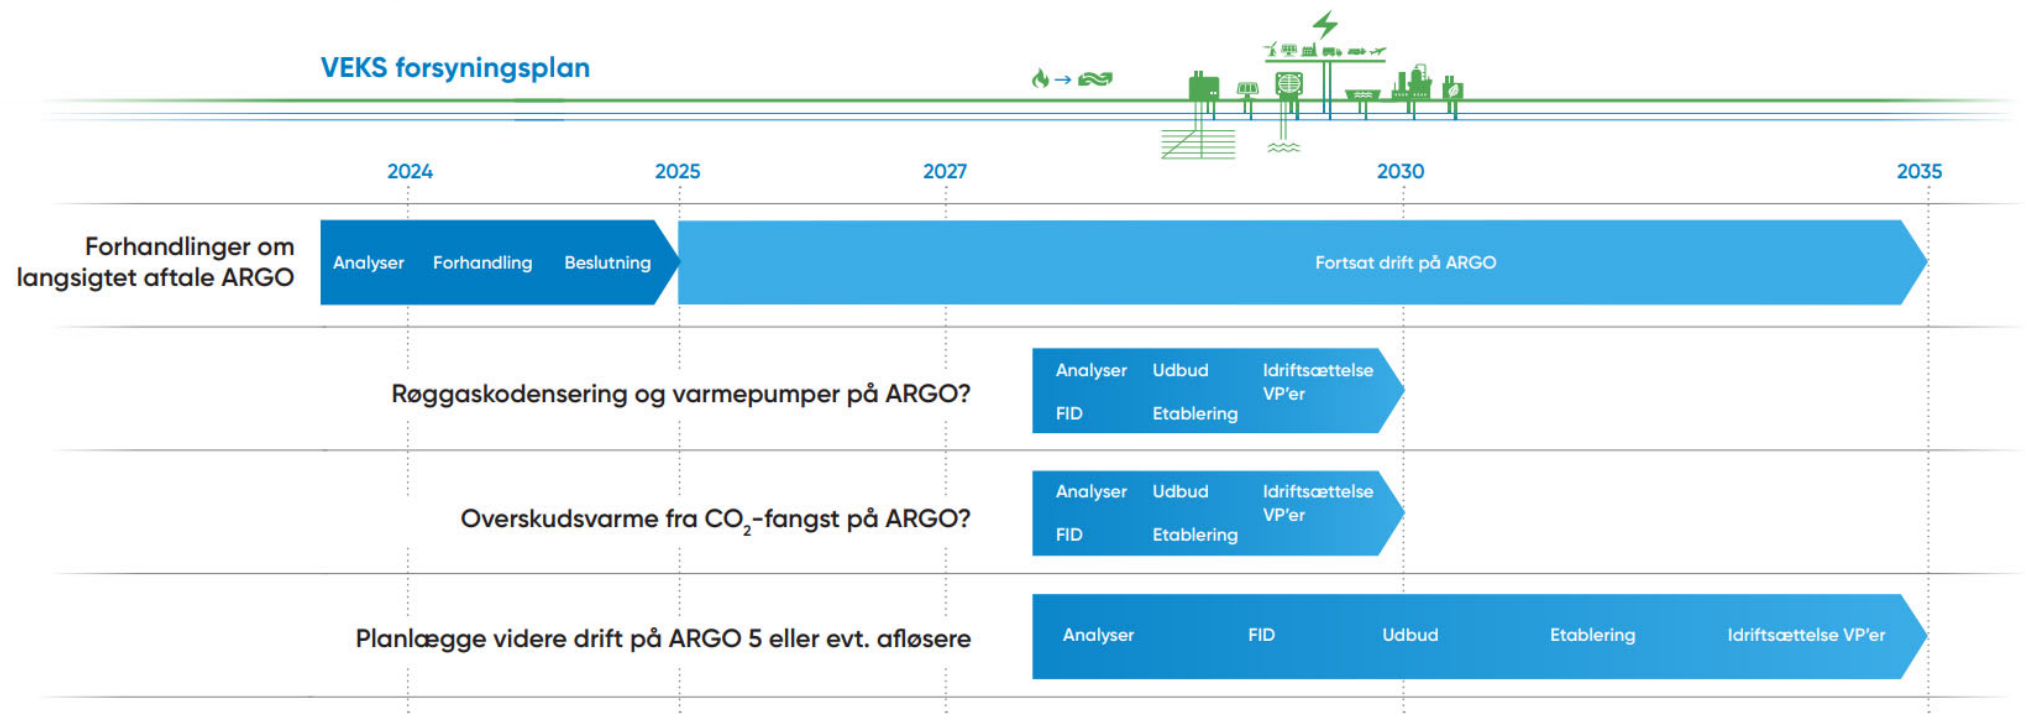 VEKS forsyningsplan
2024 2025 2027 2030 2035
Forhandlinger om
langsigtet aftale ARGO
Analyser Forhandling Beslutning
Fortsat drift på ARGO
Røggaskodensering og varmepumper på ARGO?
Analyser Udbud Idriftsættelse
VP’er
FID Etablering
Overskudsvarme fra CO₂-fangst på ARGO?
Analyser Udbud Idriftsættelse
VP’er
FID Etablering
Planlægge videre drift på ARGO 5 eller evt. afløsere
Analyser FID Udbud Etablering Idriftsættelse VP’er